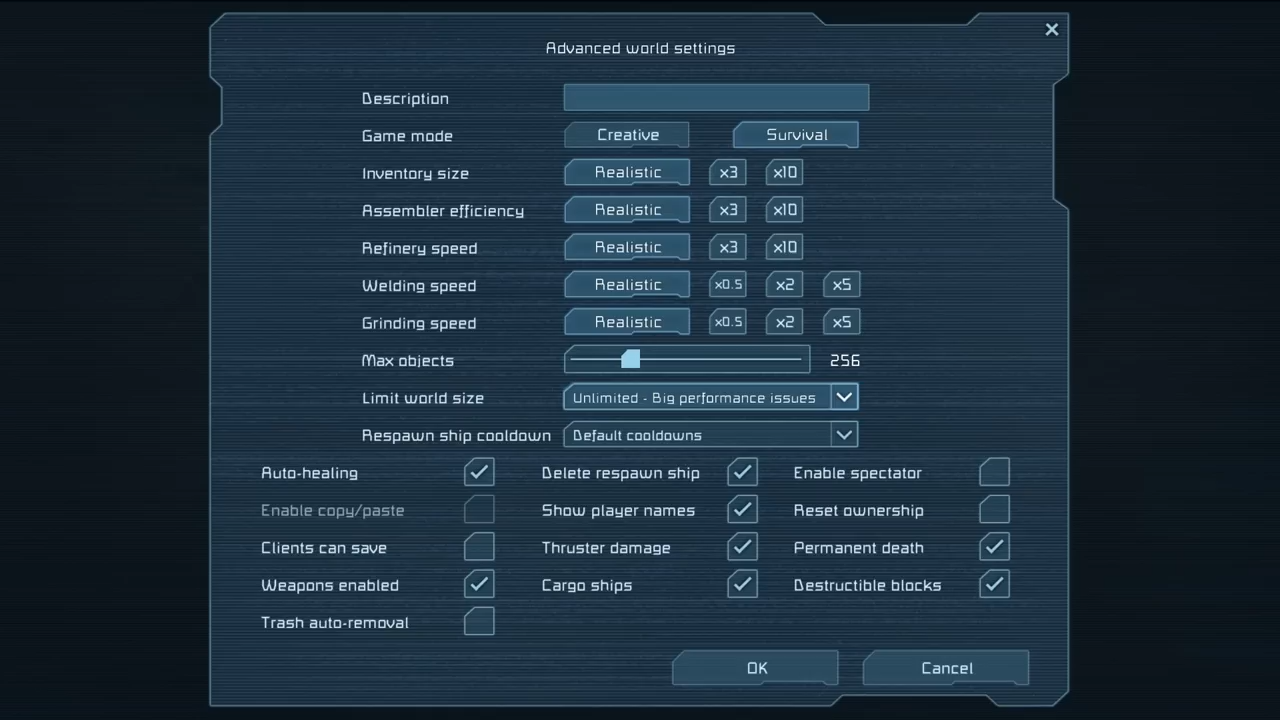 Advanced world settings
Description
Game mode Creative Survival
Inventory size Realistic x3 x10
Assembler efficiency Realistic x3 x10
Refinery speed Realistic x3 x10
Welding speed Realistic x0.5 x2 x5
Grinding speed Realistic x0.5 x2 x5
Max objects 256
Limit world size Unlimited - Big performance issues
Respawn ship cooldown Default cooldowns
Auto-healing Delete respawn ship Enable spectator
Enable copy/paste Show player names Reset ownership
Clients can save Thruster damage Permanent death
Weapons enabled Cargo ships Destructible blocks
Trash auto-removal
OK Cancel